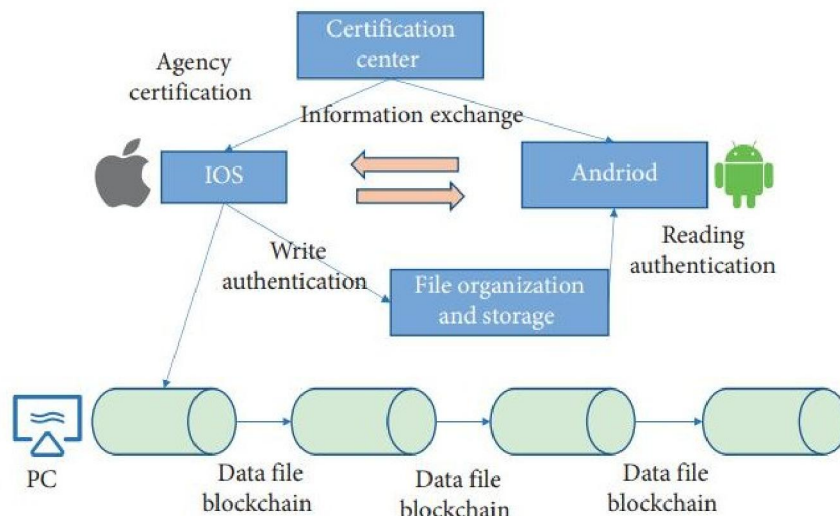 Certification
center
Agency
certification
Information exchange
IOS
Andriod
Write
authentication
Reading
authentication
File organization
and storage
PC
Data file
blockchain
Data file
blockchain
Data file
blockchain